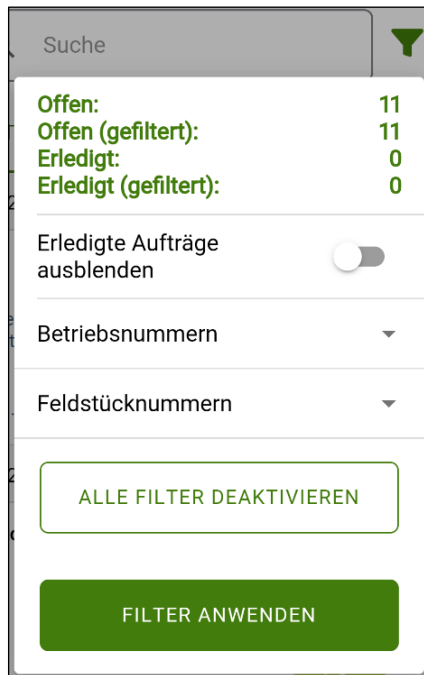 Suche
Offen: 11
Offen (gefiltert): 11
Erledigt: 0
Erledigt (gefiltert): 0
Erledigte Aufträge
ausblenden
Betriebsnummern
Feldstücknummern
ALLE FILTER DEAKTIVIEREN
FILTER ANWENDEN